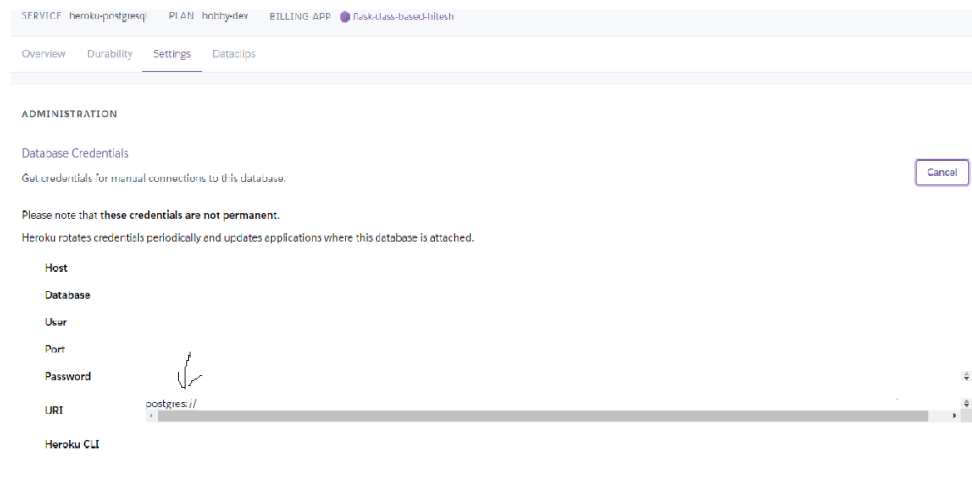 SERVICE heroku-postgresql PLAN hobby-dev BILLING APP flask-class-based-hitesh
Overview Durability Settings Dataclips
ADMINISTRATION
Database Credentials
Get credentials for manual connections to this database.
Cancel
Please note that these credentials are not permanent.
Heroku rotates credentials periodically and updates applications where this database is attached.
Host
Database
User
Port
Password
URI postgres://
Heroku CLI